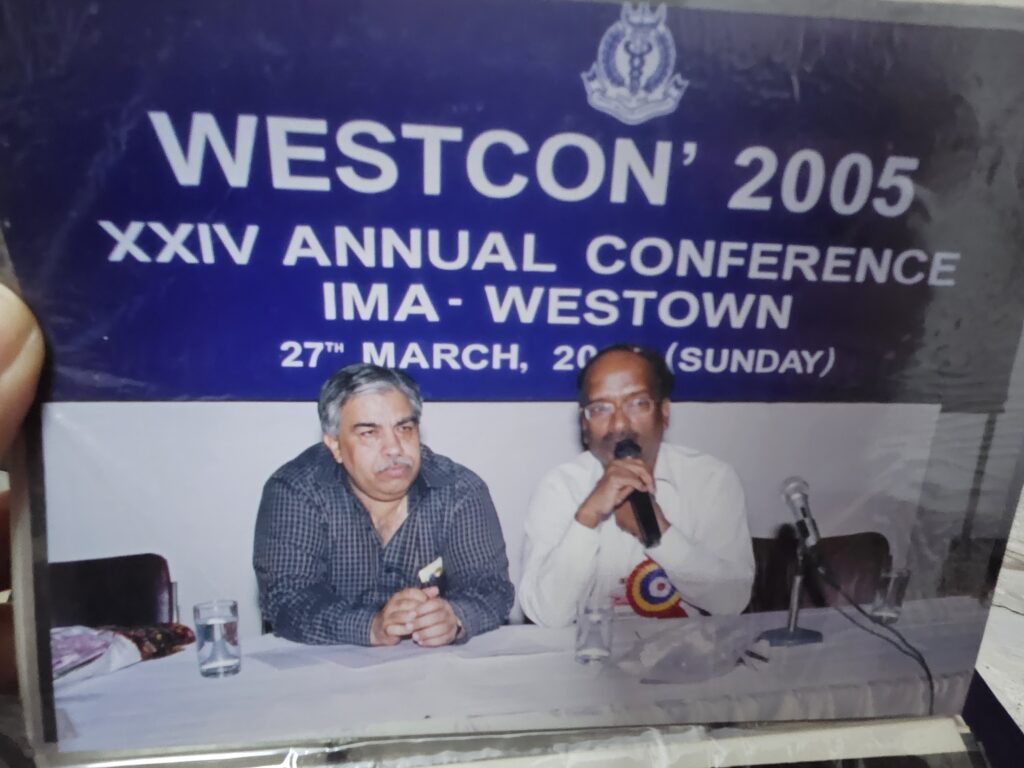 WESTCON' 2005
XXIV ANNUAL CONFERENCE
IMA - WESTOWN
27TH MARCH, (SUNDAY)